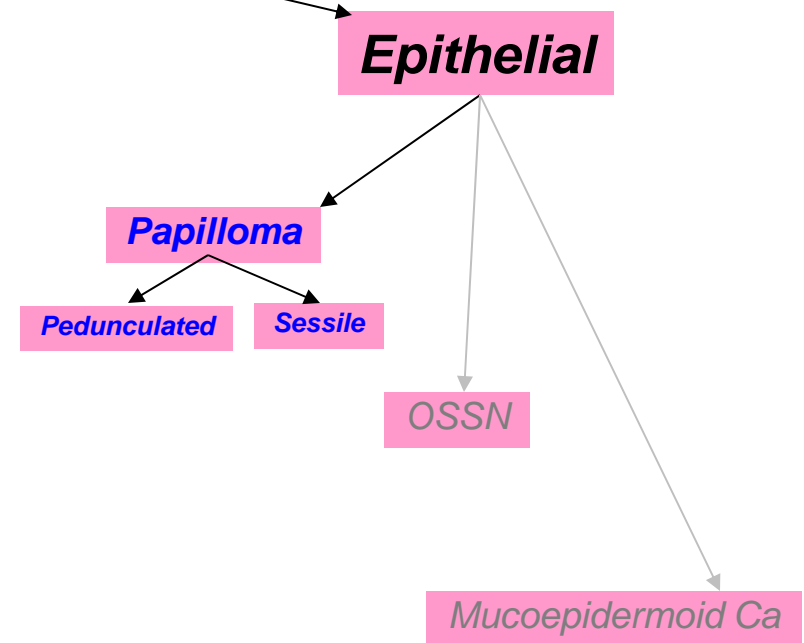 Epithelial
Papilloma
Pedunculated
Sessile
OSSN
Mucoepidermoid Ca